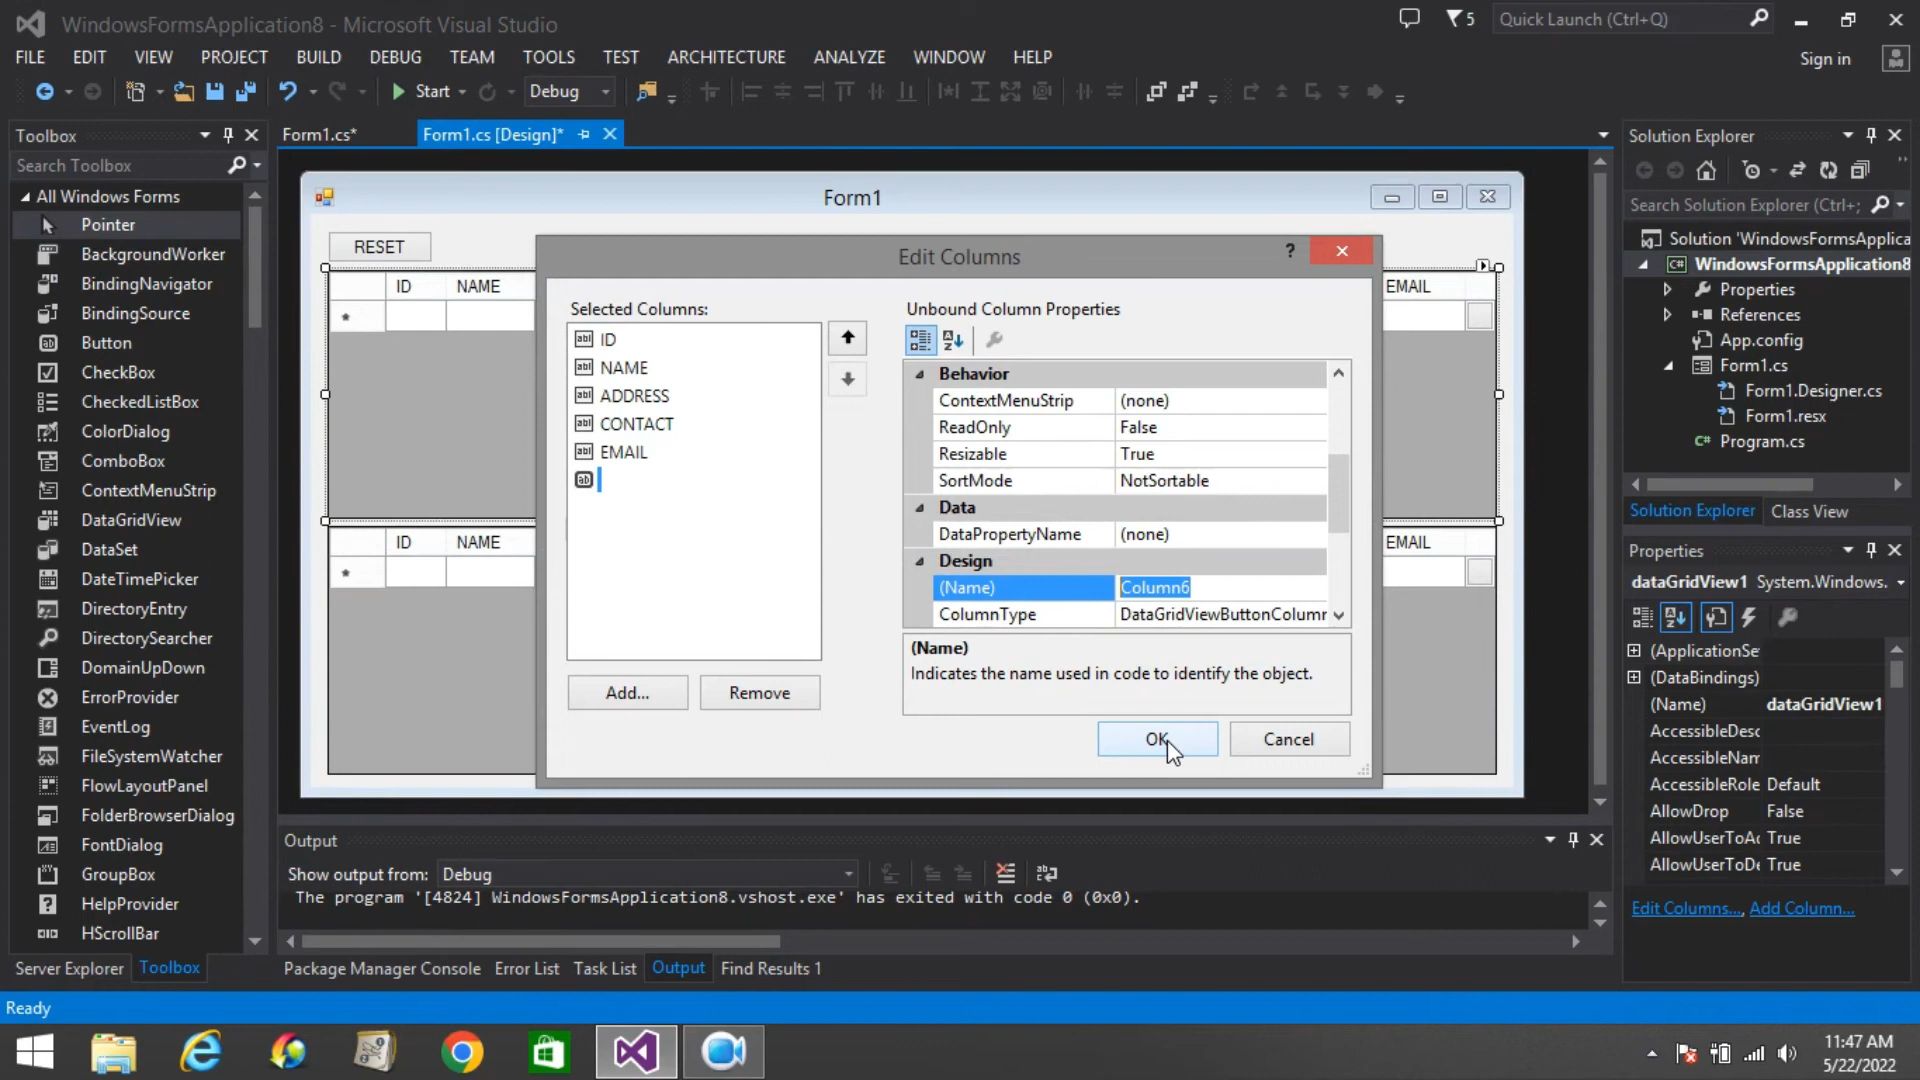 WindowsFormsApplication8 - Microsoft Visual Studio
5
Quick Launch (Ctrl+Q)
FILE EDIT VIEW PROJECT BUILD DEBUG TEAM TOOLS TEST ARCHITECTURE ANALYZE WINDOW HELP
Sign in
Start
Debug
Toolbox
Form1.cs*
Form1.cs [Design]*
Search Toolbox
All Windows Forms
Pointer
BackgroundWorker
BindingNavigator
BindingSource
Button
CheckBox
CheckedListBox
ColorDialog
ComboBox
ContextMenuStrip
DataGridView
DataSet
DateTimePicker
DirectoryEntry
DirectorySearcher
DomainUpDown
ErrorProvider
EventLog
FileSystemWatcher
FlowLayoutPanel
FolderBrowserDialog
FontDialog
GroupBox
HelpProvider
HScrollBar
Server Explorer
Toolbox
Form1
RESET
ID NAME EMAIL
ID NAME EMAIL
Edit Columns
?
Selected Columns:
ID
NAME
ADDRESS
CONTACT
EMAIL
Add...
Remove
Unbound Column Properties
Behavior
ContextMenuStrip (none)
ReadOnly False
Resizable True
SortMode NotSortable
Data
DataPropertyName (none)
Design
(Name) Column6
ColumnType DataGridViewButtonColumn
(Name)
Indicates the name used in code to identify the object.
OK
Cancel
Output
Show output from: Debug
The program '[4824] WindowsFormsApplication8.vshost.exe' has exited with code 0 (0x0).
Package Manager Console Error List Task List Output Find Results 1
Solution Explorer
Search Solution Explorer (Ctrl+;
Solution 'WindowsFormsApplica
WindowsFormsApplication8
Properties
References
App.config
Form1.cs
Form1.Designer.cs
Form1.resx
Program.cs
Solution Explorer
Class View
Properties
dataGridView1 System.Windows.
(ApplicationSe
(DataBindings)
(Name) dataGridView1
AccessibleDesc
AccessibleNam
AccessibleRole Default
AllowDrop False
AllowUserToAc True
AllowUserToDe True
Edit Columns..., Add Column...
Ready
11:47 AM
5/22/2022